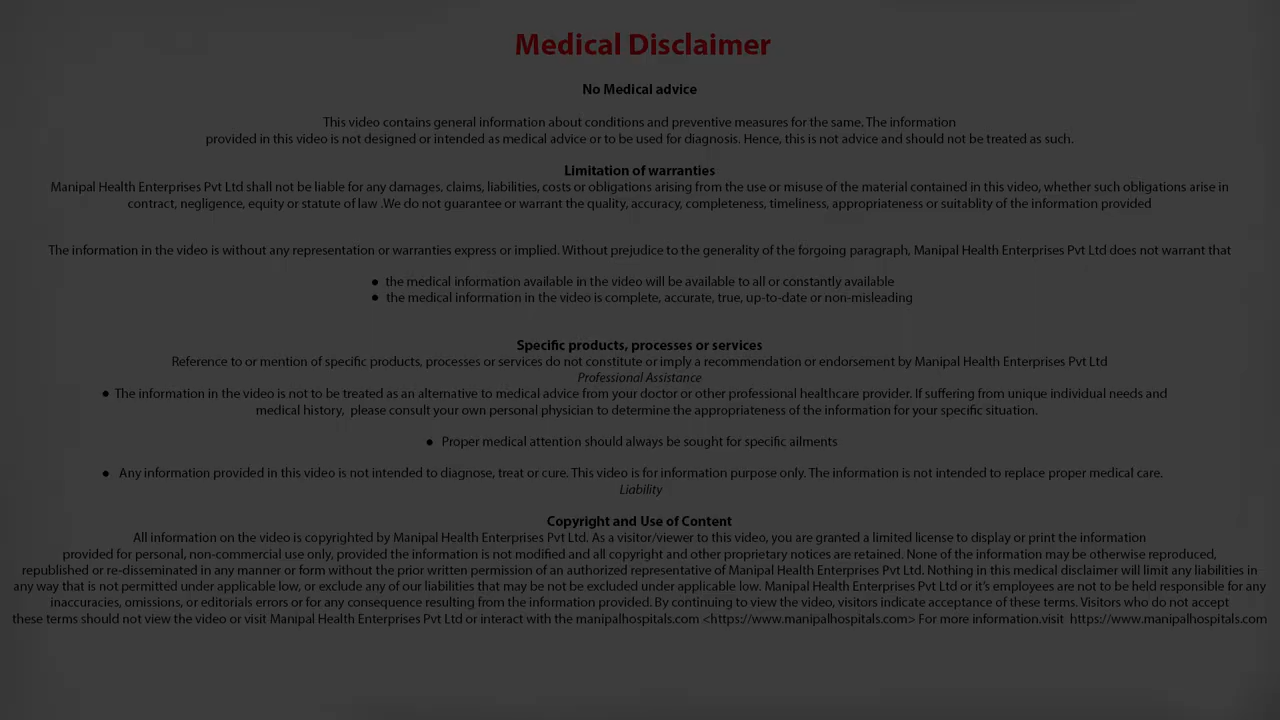 Medical Disclaimer
No Medical advice
This video contains general information about conditions and preventive measures for the same. The information
provided in this video is not designed or intended as medical advice or to be used for diagnosis. Hence, this is not advice and should not be treated as such.
Limitation of warranties
Manipal Health Enterprises Pvt Ltd shall not be liable for any damages, claims, liabilities, costs or obligations arising from the use or misuse of the material contained in this video, whether such obligations arise in
contract, negligence, equity or statute of law .We do not guarantee or warrant the quality, accuracy, completeness, timeliness, appropriateness or suitablity of the information provided
The information in the video is without any representation or warranties express or implied. Without prejudice to the generality of the forgoing paragraph, Manipal Health Enterprises Pvt Ltd does not warrant that
● the medical information available in the video will be available to all or constantly available
● the medical information in the video is complete, accurate, true, up-to-date or non-misleading
Specific products, processes or services
Reference to or mention of specific products, processes or services do not constitute or imply a recommendation or endorsement by Manipal Health Enterprises Pvt Ltd
Professional Assistance
● The information in the video is not to be treated as an alternative to medical advice from your doctor or other professional healthcare provider. If suffering from unique individual needs and
medical history, please consult your own personal physician to determine the appropriateness of the information for your specific situation.
● Proper medical attention should always be sought for specific ailments
● Any information provided in this video is not intended to diagnose, treat or cure. This video is for information purpose only. The information is not intended to replace proper medical care.
Liability
Copyright and Use of Content
All information on the video is copyrighted by Manipal Health Enterprises Pvt Ltd. As a visitor/viewer to this video, you are granted a limited license to display or print the information
provided for personal, non-commercial use only, provided the information is not modified and all copyright and other proprietary notices are retained. None of the information may be otherwise reproduced,
republished or re-disseminated in any manner or form without the prior written permission of an authorized representative of Manipal Health Enterprises Pvt Ltd. Nothing in this medical disclaimer will limit any liabilities in
any way that is not permitted under applicable low, or exclude any of our liabilities that may be not be excluded under applicable low. Manipal Health Enterprises Pvt Ltd or it's employees are not to be held responsible for any
inaccuracies, omissions, or editorials errors or for any consequence resulting from the information provided. By continuing to view the video, visitors indicate acceptance of these terms. Visitors who do not accept
these terms should not view the video or visit Manipal Health Enterprises Pvt Ltd or interact with the manipalhospitals.com <https://www.manipalhospitals.com> For more information.visit https://www.manipalhospitals.com